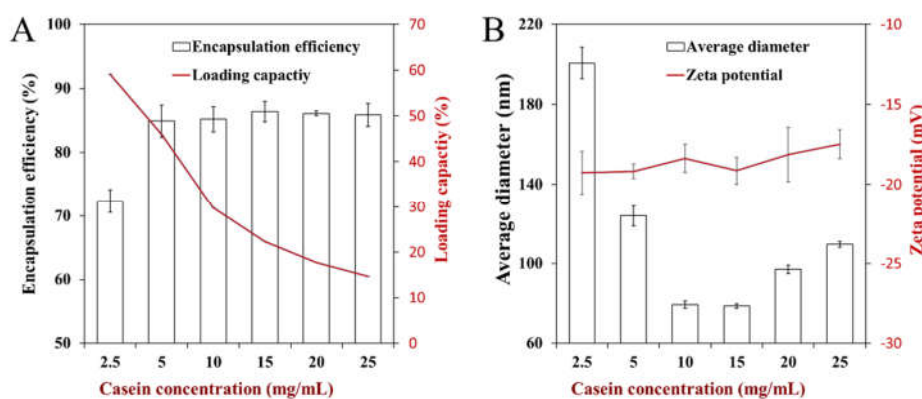 A
Encapsulation efficiency (%)
100
90
80
70
60
50
Encapsulation efficiency
Loading capactiy
70
60
50
40
30
20
10
0
Loading capactiy (%)
2.5 5 10 15 20 25
Casein concentration (mg/mL)
B
Average diameter (nm)
220
180
140
100
60
Average diameter
Zeta potential
-10
-15
-20
-25
-30
Zeta potential (mV)
2.5 5 10 15 20 25
Casein concentration (mg/mL)